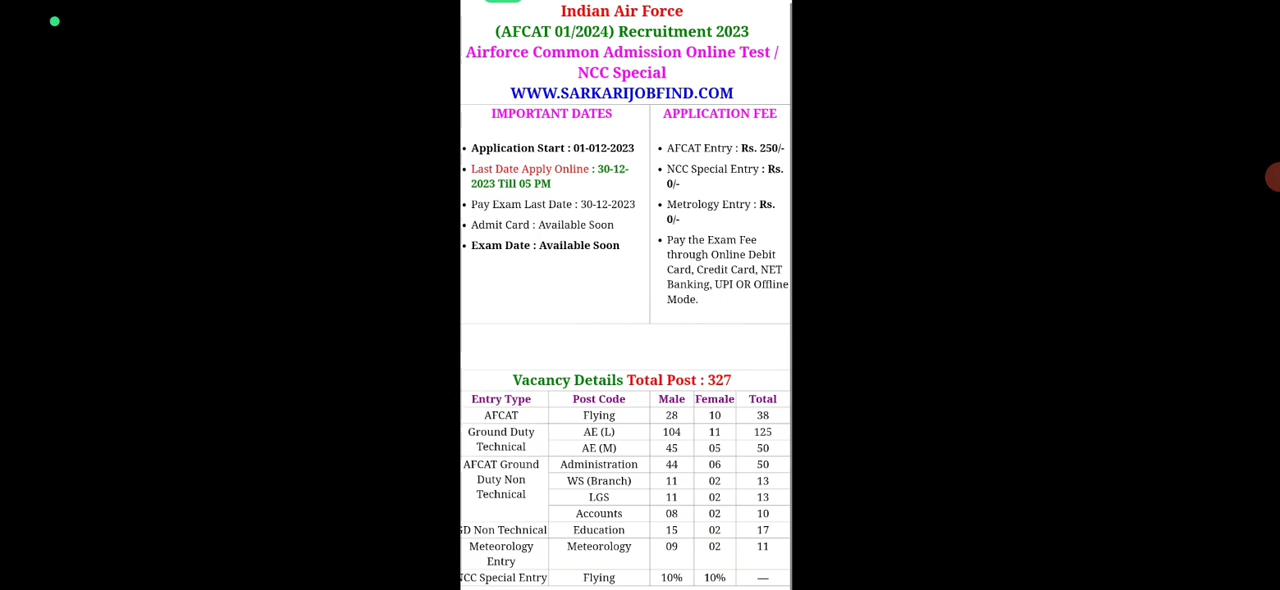 Indian Air Force
(AFCAT 01/2024) Recruitment 2023
Airforce Common Admission Online Test /
NCC Special
WWW.SARKARIJOBFIND.COM
IMPORTANT DATES
• Application Start : 01-012-2023
• Last Date Apply Online : 30-12-
2023 Till 05 PM
• Pay Exam Last Date : 30-12-2023
• Admit Card : Available Soon
• Exam Date : Available Soon
APPLICATION FEE
• AFCAT Entry : Rs. 250/-
• NCC Special Entry : Rs.
0/-
• Metrology Entry : Rs.
0/-
• Pay the Exam Fee
through Online Debit
Card, Credit Card, NET
Banking, UPI OR Offline
Mode.
Vacancy Details Total Post : 327
Entry Type Post Code Male Female Total
AFCAT Flying 28 10 38
Ground Duty
Technical
AE (L) 104 11 125
AE (M) 45 05 50
AFCAT Ground
Duty Non
Technical
Administration 44 06 50
WS (Branch) 11 02 13
LGS 11 02 13
Accounts 08 02 10
GD Non Technical Education 15 02 17
Meteorology
Entry
Meteorology 09 02 11
NCC Special Entry Flying 10% 10% —